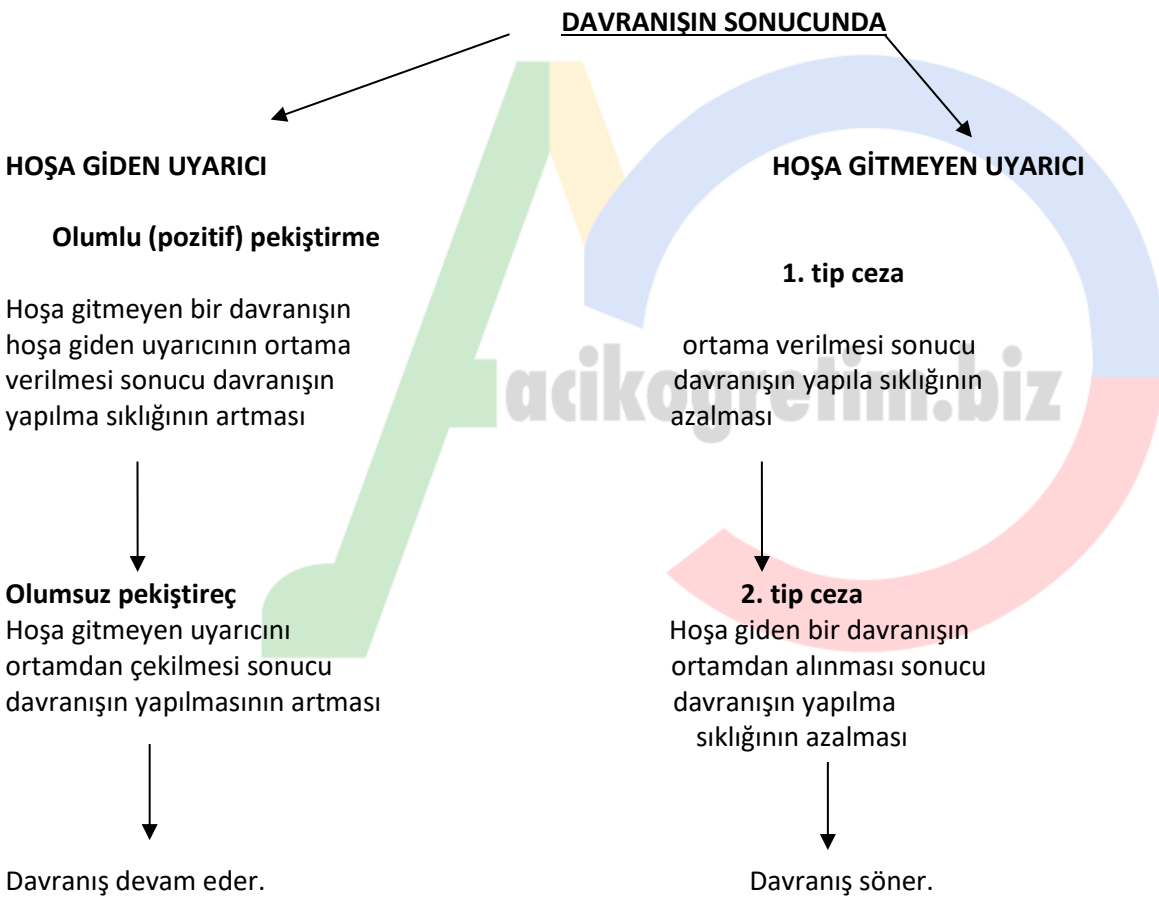 DAVRANIŞIN SONUCUNDA
HOŞA GİDEN UYARICI
Olumlu (pozitif) pekiştirme
Hoşa gitmeyen bir davranışın
hoşa giden uyarıcının ortama
verilmesi sonucu davranışın
yapılma sıklığının artması
Olumsuz pekiştireç
Hoşa gitmeyen uyarıcını
ortamdan çekilmesi sonucu
davranışın yapılmasının artması
Davranış devam eder.
HOŞA GİTMEYEN UYARICI
1. tip ceza
ortama verilmesi sonucu
davranışın yapıla sıklığının
azalması
2. tip ceza
Hoşa giden bir davranışın
ortamdan alınması sonucu
davranışın yapılma
sıklığının azalması
Davranış söner.
acikogretim.biz